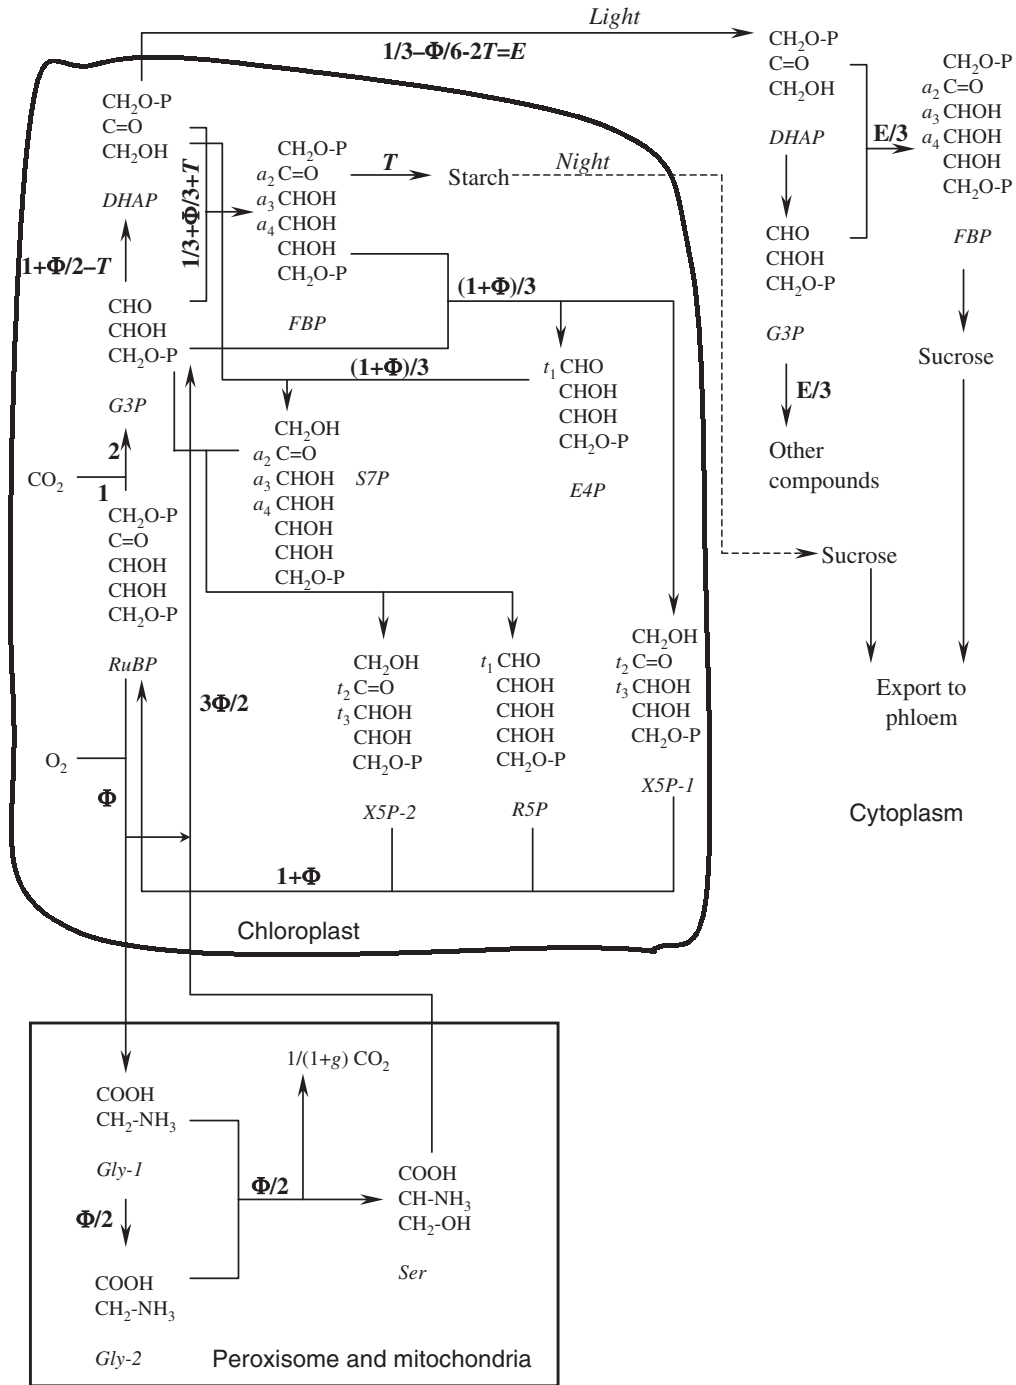 Light
1/3–Φ/6-2T=E
CH2O-P
C=O
CH2OH
DHAP
1/3+Φ/3+T
CH2O-P
a2 C=O
a3 CHOH
a4 CHOH
CHOH
CH2O-P
FBP
T
Starch
Night
CH2O-P
C=O
CH2OH
DHAP
E/3
CH2O-P
a2 C=O
a3 CHOH
a4 CHOH
CHOH
CH2O-P
FBP
CHO
CHOH
CH2O-P
G3P
E/3
Other
compounds
Sucrose
1+Φ/2–T
CHO
CHOH
CH2O-P
G3P
(1+Φ)/3
(1+Φ)/3
t1 CHO
CHOH
CHOH
CH2O-P
E4P
2
CO2
1
CH2O-P
C=O
CHOH
CHOH
CH2O-P
RuBP
CH2OH
a2 C=O
a3 CHOH
a4 CHOH
CHOH
CHOH
CH2O-P
S7P
Sucrose
Export to
phloem
3Φ/2
CH2OH
t2 C=O
t3 CHOH
CHOH
CH2O-P
X5P-2
t1 CHO
CHOH
CHOH
CHOH
CH2O-P
R5P
CH2OH
t2 C=O
t3 CHOH
CHOH
CH2O-P
X5P-1
O2
Φ
1+Φ
Cytoplasm
Chloroplast
COOH
CH2-NH3
Gly-1
Φ/2
COOH
CH2-NH3
Gly-2
1/(1+g) CO2
Φ/2
COOH
CH-NH3
CH2-OH
Ser
Peroxisome and mitochondria